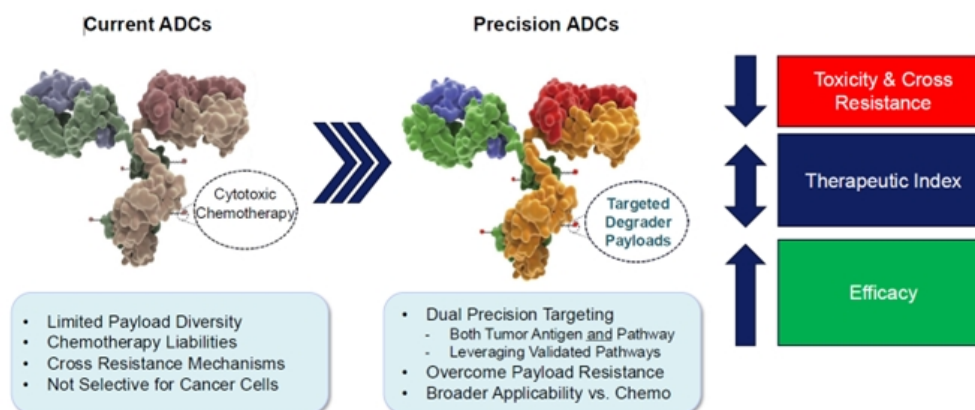 Current ADCs
Precision ADCs
Cytotoxic
Chemotherapy
Targeted
Degrader
Payloads
Toxicity & Cross
Resistance
Therapeutic Index
Efficacy
• Limited Payload Diversity
• Chemotherapy Liabilities
• Cross Resistance Mechanisms
• Not Selective for Cancer Cells
• Dual Precision Targeting
- Both Tumor Antigen and Pathway
- Leveraging Validated Pathways
• Overcome Payload Resistance
• Broader Applicability vs. Chemo